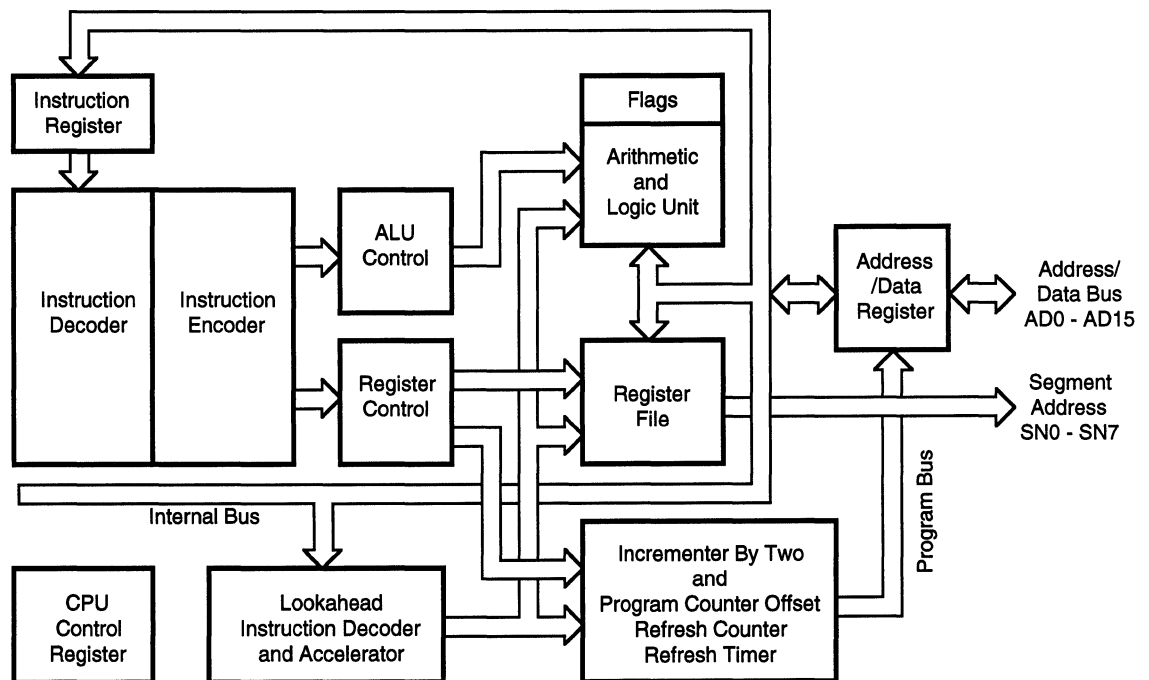 Instruction
Register
Flags
Arithmetic
and
Logic Unit
ALU
Control
Instruction
Decoder
Instruction
Encoder
Address
/Data
Register
Address/
Data Bus
AD0 - AD15
Register
Control
Register
File
Segment
Address
SN0 - SN7
Internal Bus
Program Bus
CPU
Control
Register
Lookahead
Instruction Decoder
and Accelerator
Incrementer By Two
and
Program Counter Offset
Refresh Counter
Refresh Timer